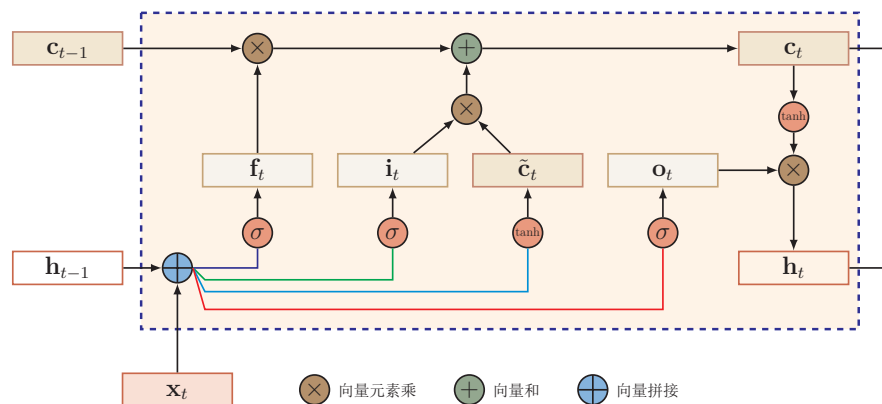 c_{t−1} × + c_t
× tanh
f_t i_t c̃_t o_t ×
σ σ tanh σ
h_{t−1} h_t
x_t × 向量元素乘 + 向量和 向量拼接